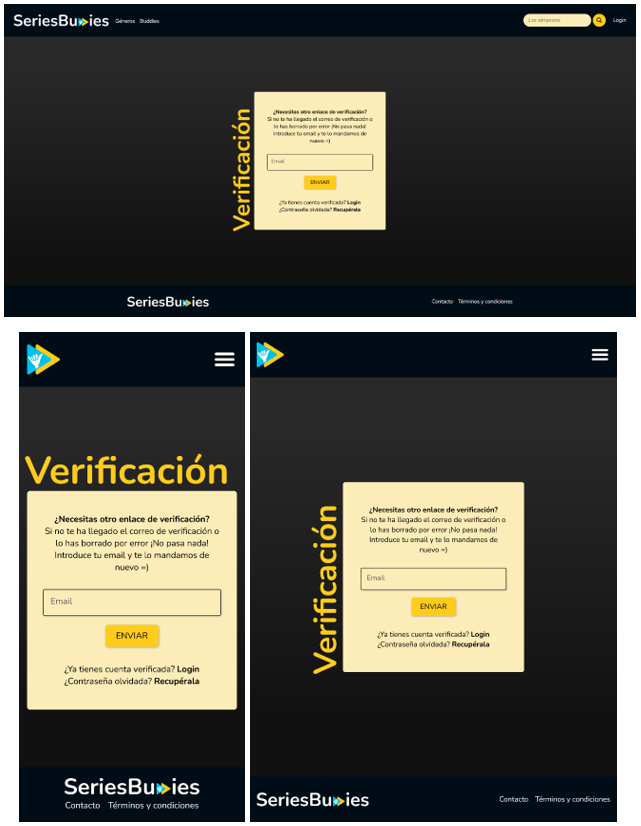 SeriesBuddies
Géneros Buddies
Los simpsons
Login
Verificación
¿Necesitas otro enlace de verificación?
Si no te ha llegado el correo de verificación o
lo has borrado por error ¡No pasa nada!
Introduce tu email y te lo mandamos de
nuevo =)
Email
ENVIAR
¿Ya tienes cuenta verificada? Login
¿Contraseña olvidada? Recupérala
SeriesBuddies
Contacto Términos y condiciones
Verificación
¿Necesitas otro enlace de verificación?
Si no te ha llegado el correo de verificación o
lo has borrado por error ¡No pasa nada!
Introduce tu email y te lo mandamos de
nuevo =)
Email
ENVIAR
¿Ya tienes cuenta verificada? Login
¿Contraseña olvidada? Recupérala
SeriesBuddies
Contacto Términos y condiciones
Verificación
¿Necesitas otro enlace de verificación?
Si no te ha llegado el correo de verificación o
lo has borrado por error ¡No pasa nada!
Introduce tu email y te lo mandamos de
nuevo =)
Email
ENVIAR
¿Ya tienes cuenta verificada? Login
¿Contraseña olvidada? Recupérala
SeriesBuddies
Contacto Términos y condiciones